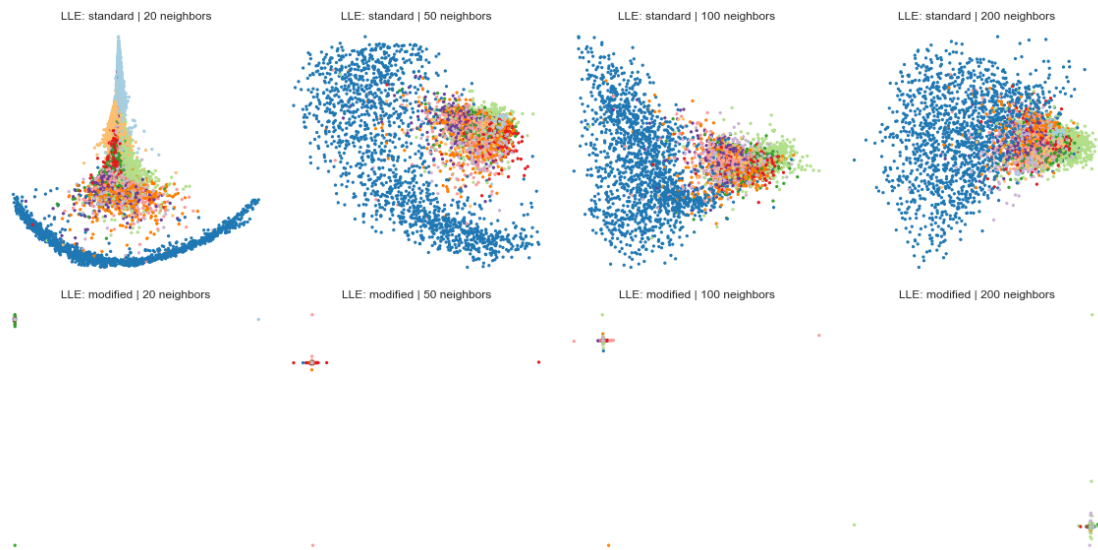 LLE: standard | 20 neighbors
LLE: standard | 50 neighbors
LLE: standard | 100 neighbors
LLE: standard | 200 neighbors
LLE: modified | 20 neighbors
LLE: modified | 50 neighbors
LLE: modified | 100 neighbors
LLE: modified | 200 neighbors